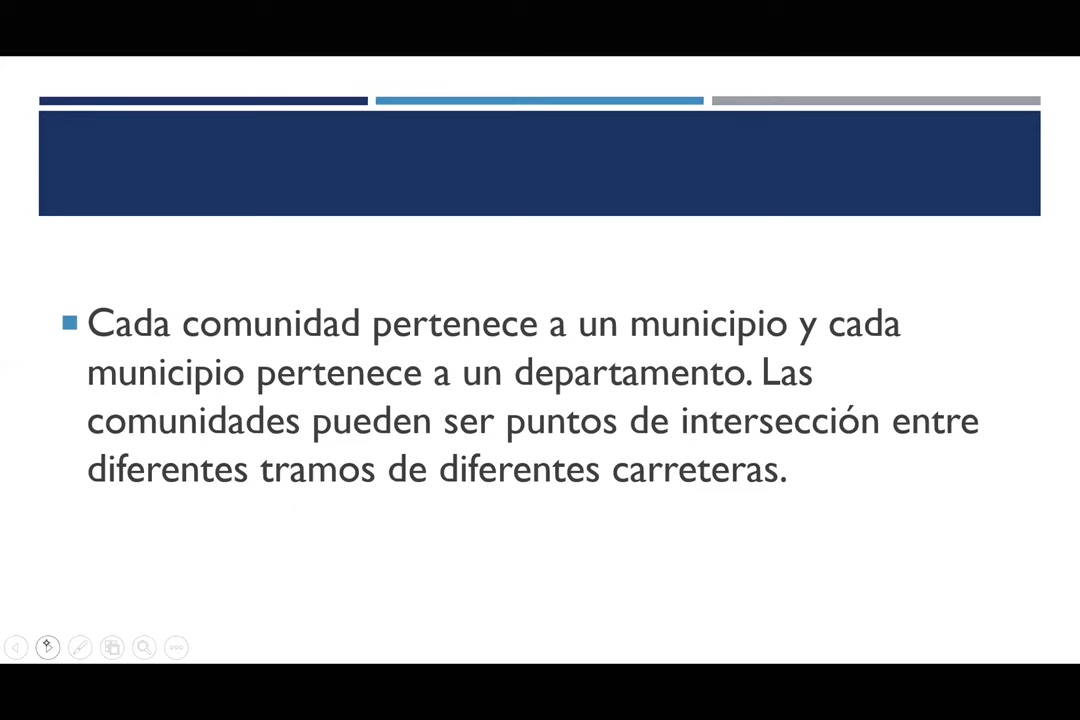 Cada comunidad pertenece a un municipio y cada
municipio pertenece a un departamento. Las
comunidades pueden ser puntos de intersección entre
diferentes tramos de diferentes carreteras.